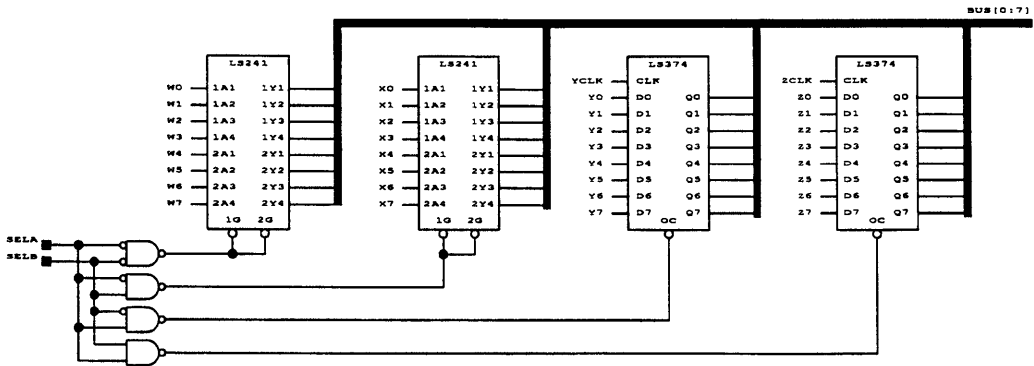 BUS[0:7]
LS241
W0 1A1 1Y1
W1 1A2 1Y2
W2 1A3 1Y3
W3 1A4 1Y4
W4 2A1 2Y1
W5 2A2 2Y2
W6 2A3 2Y3
W7 2A4 2Y4
1G 2G
LS241
X0 1A1 1Y1
X1 1A2 1Y2
X2 1A3 1Y3
X3 1A4 1Y4
X4 2A1 2Y1
X5 2A2 2Y2
X6 2A3 2Y3
X7 2A4 2Y4
1G 2G
LS374
YCLK CLK
Y0 D0 Q0
Y1 D1 Q1
Y2 D2 Q2
Y3 D3 Q3
Y4 D4 Q4
Y5 D5 Q5
Y6 D6 Q6
Y7 D7 Q7
OC
LS374
ZCLK CLK
Z0 D0 Q0
Z1 D1 Q1
Z2 D2 Q2
Z3 D3 Q3
Z4 D4 Q4
Z5 D5 Q5
Z6 D6 Q6
Z7 D7 Q7
OC
SELA
SELB